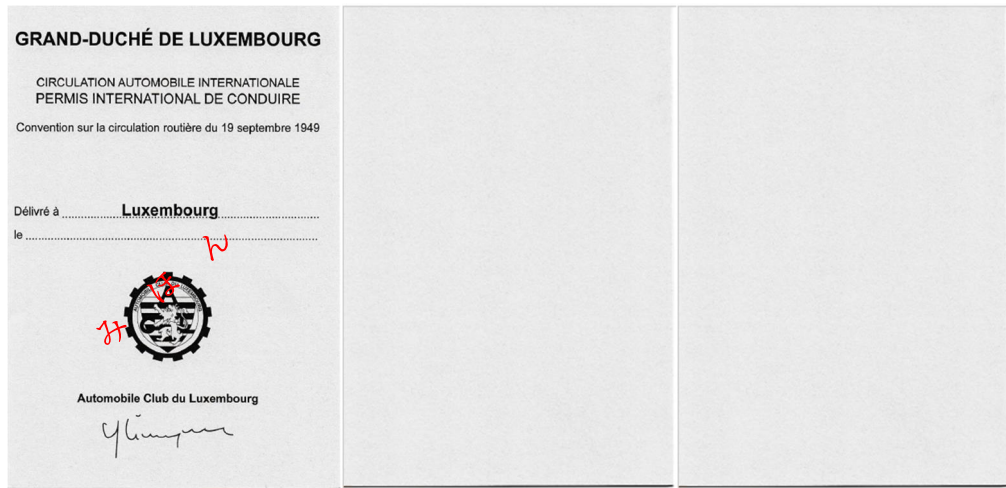 GRAND-DUCHÉ DE LUXEMBOURG
CIRCULATION AUTOMOBILE INTERNATIONALE
PERMIS INTERNATIONAL DE CONDUIRE
Convention sur la circulation routière du 19 septembre 1949
Délivré à Luxembourg
le
A
C L
Automobile Club du Luxembourg